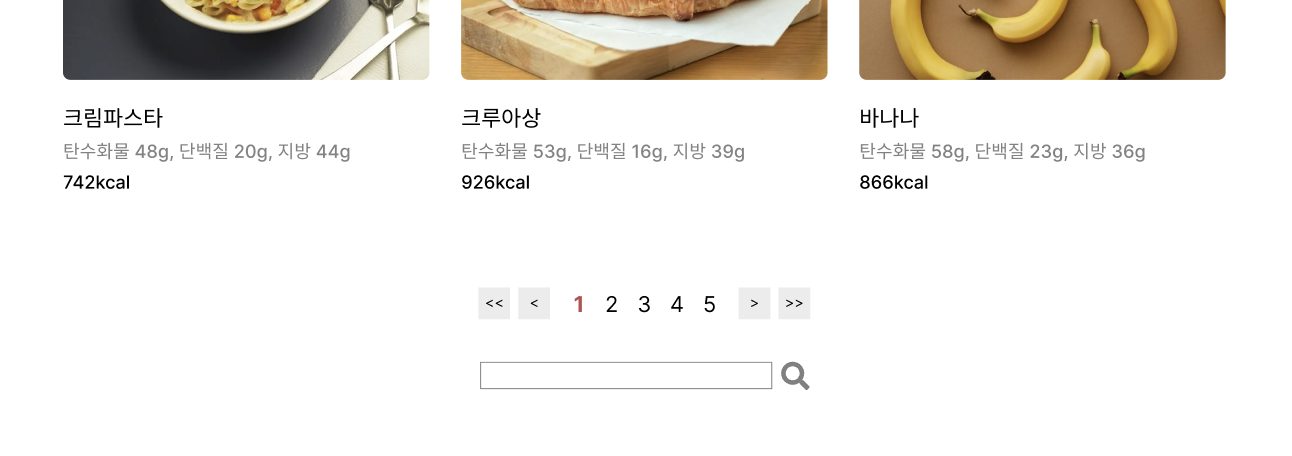 크림파스타
탄수화물 48g, 단백질 20g, 지방 44g
742kcal
크루아상
탄수화물 53g, 단백질 16g, 지방 39g
926kcal
바나나
탄수화물 58g, 단백질 23g, 지방 36g
866kcal
<< < 1 2 3 4 5 > >>